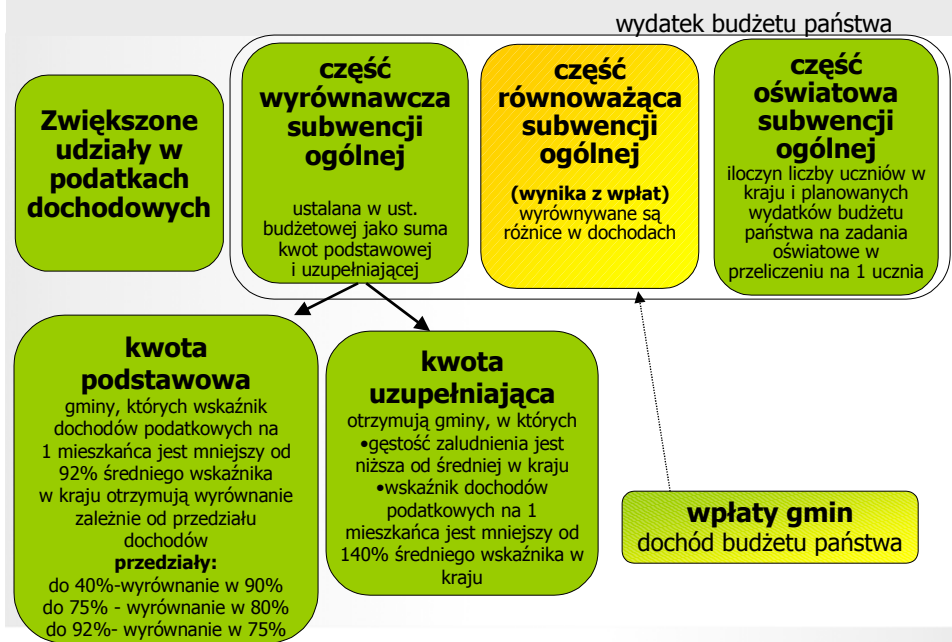 wydatek budżetu państwa
Zwiększone
udziały w
podatkach
dochodowych
część
wyrównawcza
subwencji
ogólnej
ustalana w ust.
budżetowej jako suma
kwot podstawowej
i uzupełniającej
część
równoważąca
subwencji
ogólnej
(wynika z wpłat)
wyrównywane są
różnice w dochodach
część
oświatowa
subwencji
ogólnej
iloczyn liczby uczniów w
kraju i planowanych
wydatków budżetu
państwa na zadania
oświatowe w
przeliczeniu na 1 ucznia
kwota
podstawowa
gminy, których wskaźnik
dochodów podatkowych na
1 mieszkańca jest mniejszy od
92% średniego wskaźnika
w kraju otrzymują wyrównanie
zależnie od przedziału
dochodów
przedziały:
do 40%-wyrównanie w 90%
do 75% - wyrównanie w 80%
do 92%- wyrównanie w 75%
kwota
uzupełniająca
otrzymują gminy, w których
•gęstość zaludnienia jest
niższa od średniej w kraju
•wskaźnik dochodów
podatkowych na 1
mieszkańca jest mniejszy od
140% średniego wskaźnika w
kraju
wpłaty gmin
dochód budżetu państwa